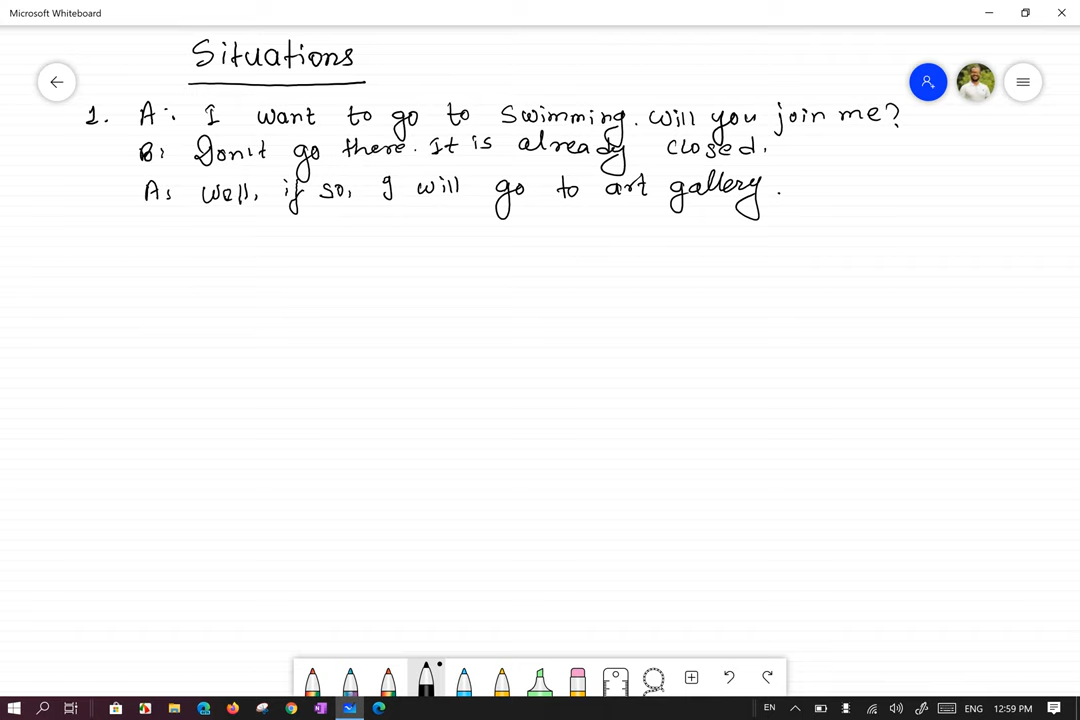 Microsoft Whiteboard
Situations
1. A: I want to go to Swimming. Will you join me?
B: Don't go there. It is already closed.
A: Well, if so, I will go to art gallery.
EN
ENG
12:59 PM